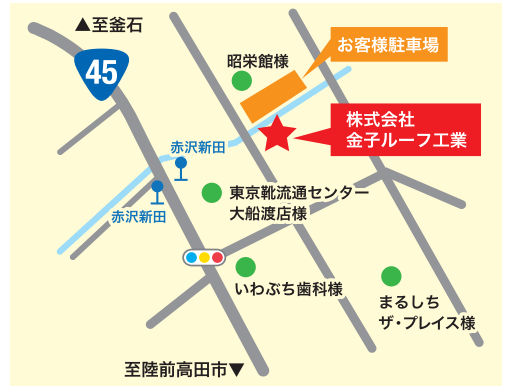 ▲至釜石
45
お客様駐車場
昭栄館様
株式会社
金子ルーフ工業
赤沢新田
赤沢新田
東京靴流通センター
大船渡店様
いわぶち歯科様
まるしち
ザ・プレイス様
至陸前高田市▼